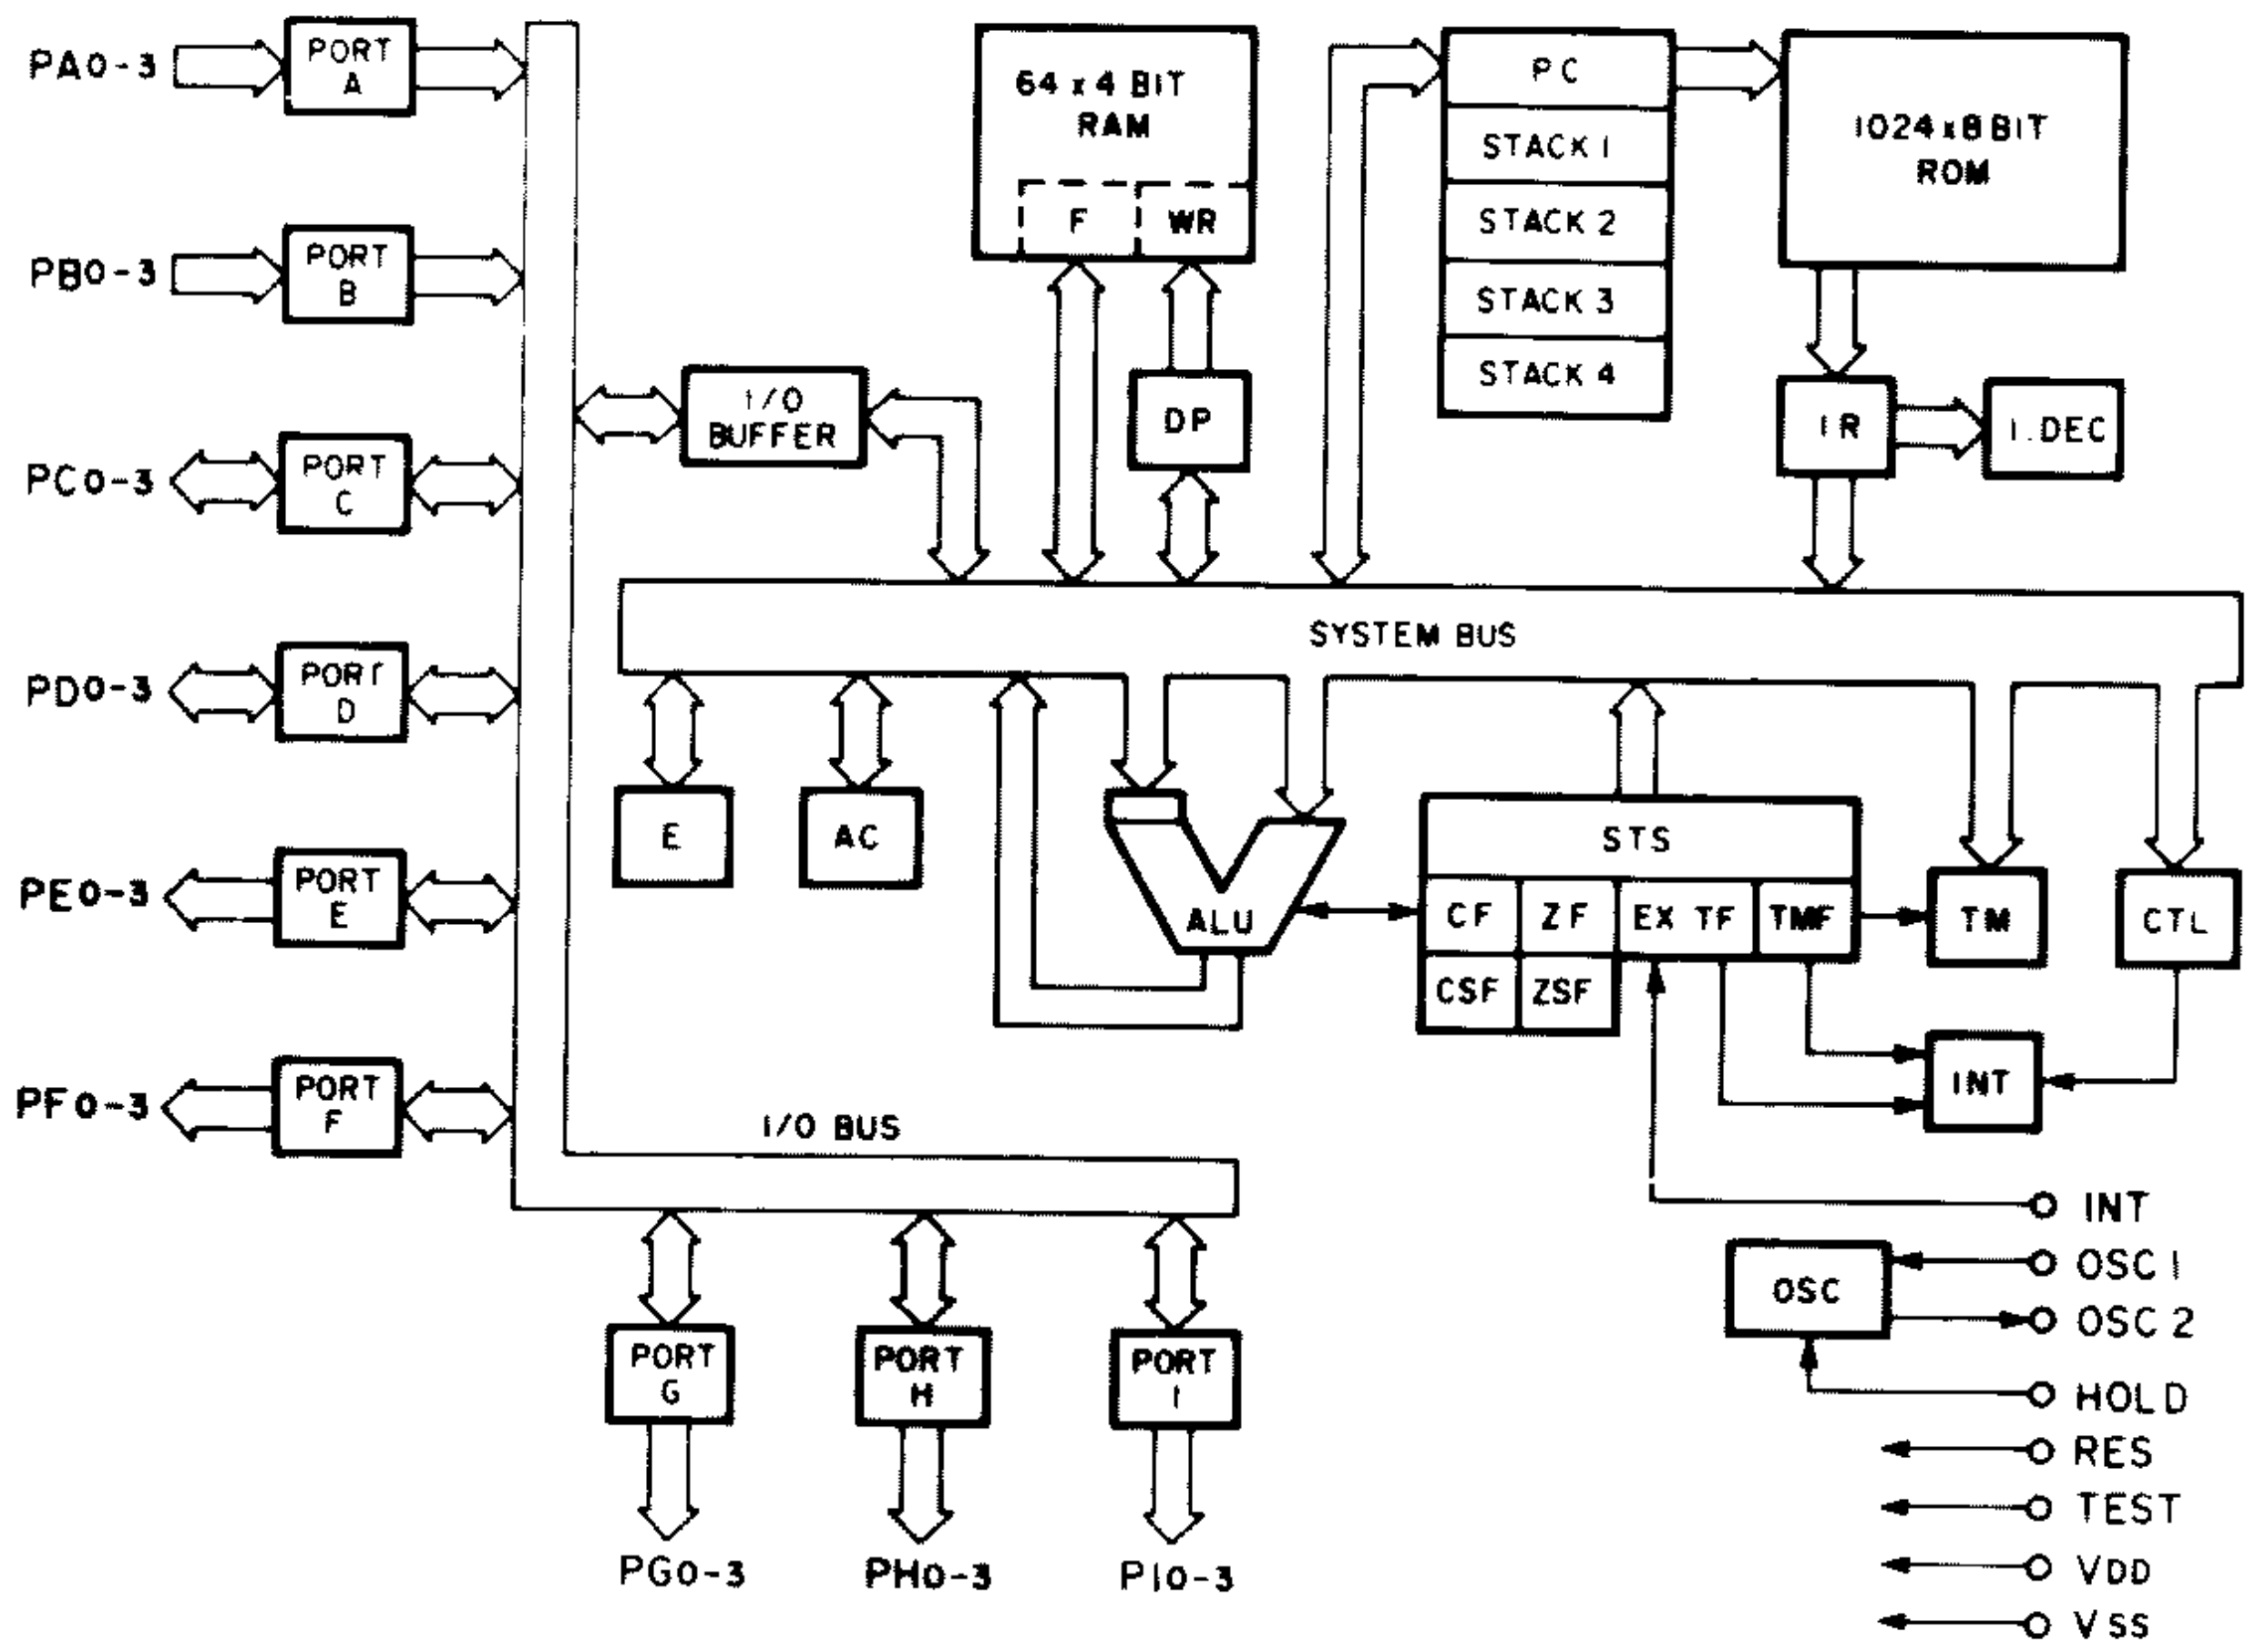 PA0-3
PORT
A
64 x 4 BIT
RAM
F
WR
PC
STACK 1
STACK 2
STACK 3
STACK 4
1024 x 8 BIT
ROM
PB0-3
PORT
B
I/O
BUFFER
DP
IR
I.DEC
PC0-3
PORT
C
SYSTEM BUS
PD0-3
PORT
D
E
AC
ALU
STS
CF
ZF
EX TF
TMF
CSF
ZSF
TM
CTL
PE0-3
PORT
E
INT
PF0-3
PORT
F
I/O BUS
PORT
G
PORT
H
PORT
I
PG0-3
PH0-3
PI0-3
OSC
INT
OSC 1
OSC 2
HOLD
RES
TEST
VDD
VSS